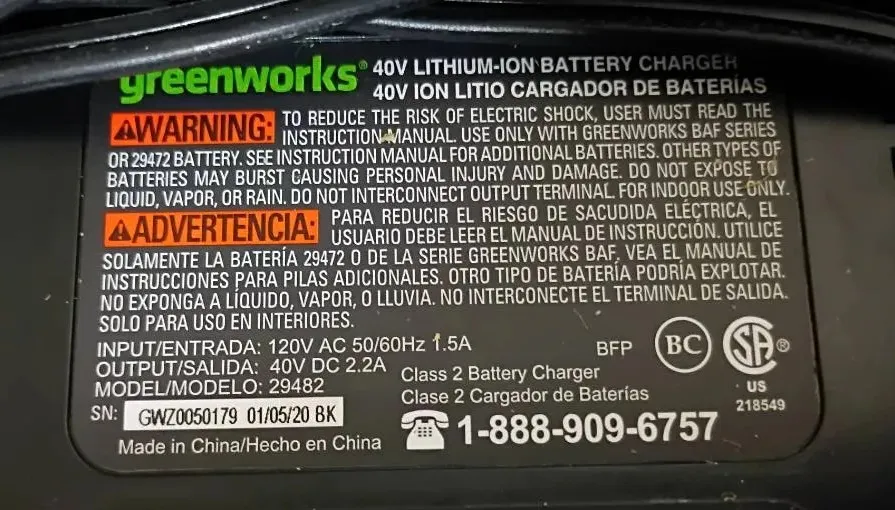 greenworks® 40V LITHIUM-ION BATTERY CHARGER
40V ION LITIO CARGADOR DE BATERÍAS
WARNING: TO REDUCE THE RISK OF ELECTRIC SHOCK, USER MUST READ THE
INSTRUCTION MANUAL. USE ONLY WITH GREENWORKS BAF SERIES
OR 29472 BATTERY. SEE INSTRUCTION MANUAL FOR ADDITIONAL BATTERIES. OTHER TYPES OF
BATTERIES MAY BURST CAUSING PERSONAL INJURY AND DAMAGE. DO NOT EXPOSE TO
LIQUID, VAPOR, OR RAIN. DO NOT INTERCONNECT OUTPUT TERMINAL. FOR INDOOR USE ONLY.
ADVERTENCIA: PARA REDUCIR EL RIESGO DE SACUDIDA ELÉCTRICA, EL
USUARIO DEBE LEER EL MANUAL DE INSTRUCCIÓN. UTILICE
SOLAMENTE LA BATERÍA 29472 O DE LA SERIE GREENWORKS BAF, VEA EL MANUAL DE
INSTRUCCIONES PARA PILAS ADICIONALES. OTRO TIPO DE BATERÍA PODRÍA EXPLOTAR.
NO EXPONGA A LÍQUIDO, VAPOR, O LLUVIA. NO INTERCONECTE EL TERMINAL DE SALIDA.
SOLO PARA USO EN INTERIORES.
INPUT/ENTRADA: 120V AC 50/60Hz 1.5A
OUTPUT/SALIDA: 40V DC 2.2A
MODEL/MODELO: 29482
SN: GWZ0050179 01/05/20 BK
Made in China/Hecho en China
BFP BC SA®
US
218549
Class 2 Battery Charger
Clase 2 Cargador de Baterías
1-888-909-6757